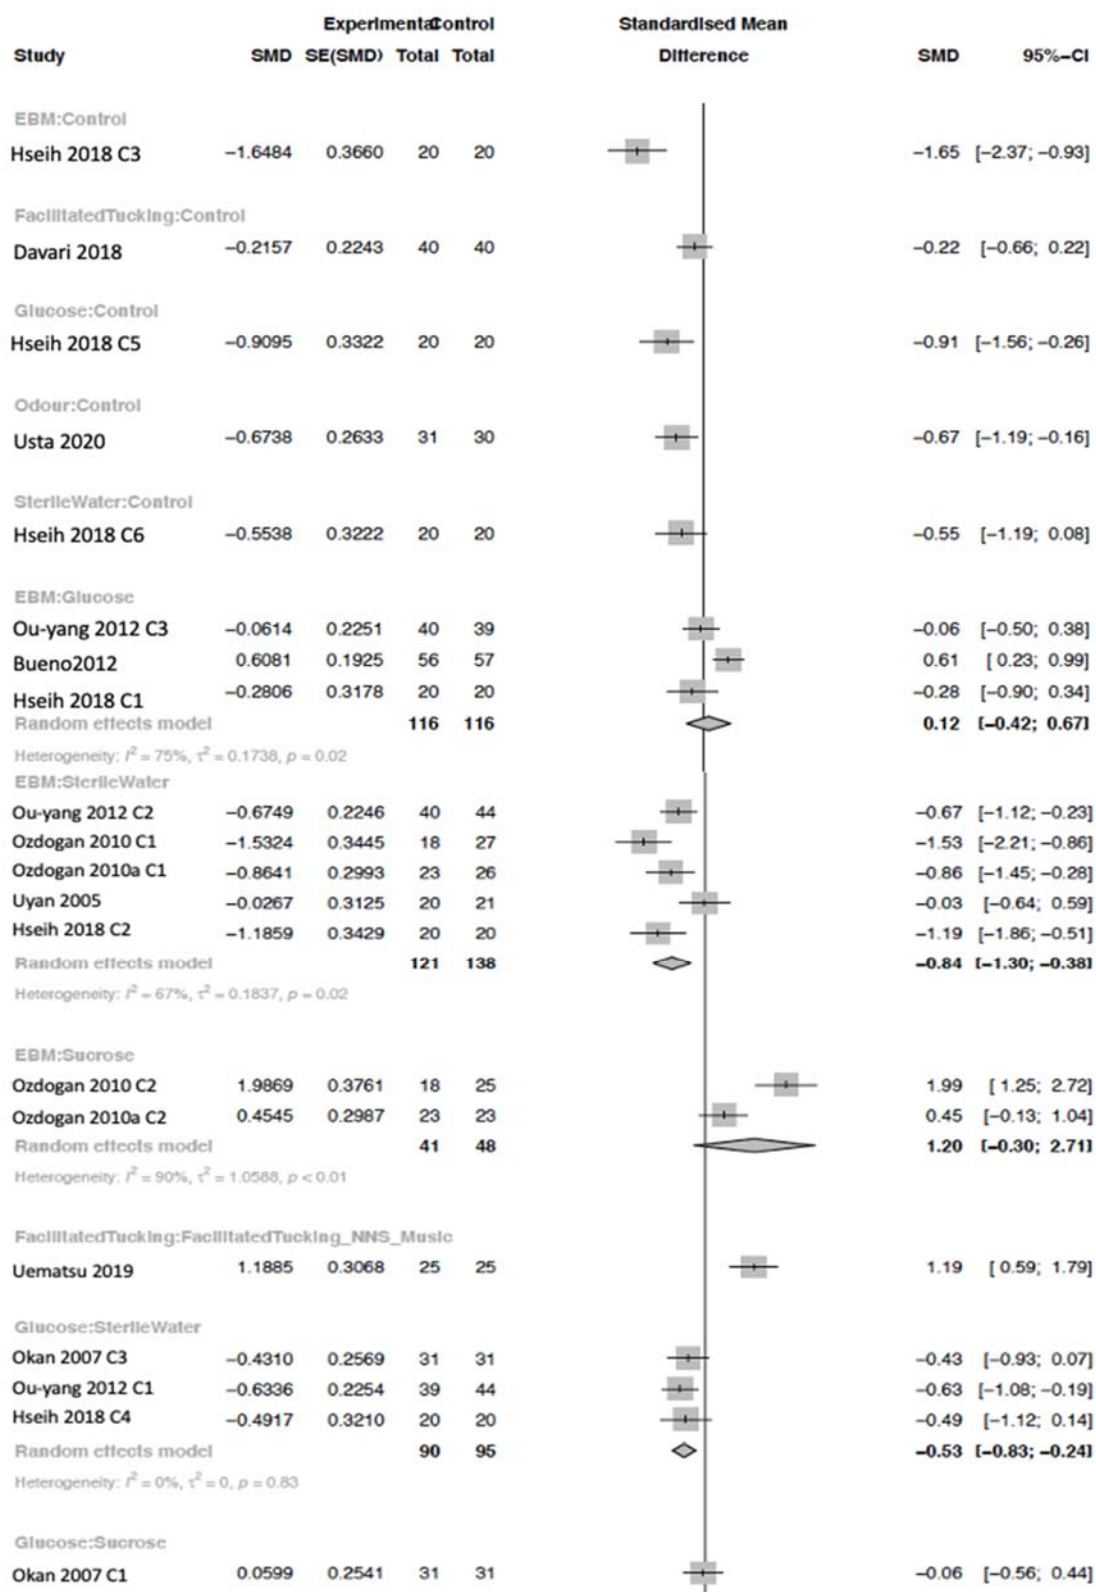 ExperimentalControl Standardised Mean
Study SMD SE(SMD) Total Total Difference SMD 95%−CI
EBM:Control
Hseih 2018 C3 −1.6484 0.3660 20 20 −1.65 [−2.37; −0.93]
FacilitatedTucking:Control
Davari 2018 −0.2157 0.2243 40 40 −0.22 [−0.66; 0.22]
Glucose:Control
Hseih 2018 C5 −0.9095 0.3322 20 20 −0.91 [−1.56; −0.26]
Odour:Control
Usta 2020 −0.6738 0.2633 31 30 −0.67 [−1.19; −0.16]
SterileWater:Control
Hseih 2018 C6 −0.5538 0.3222 20 20 −0.55 [−1.19; 0.08]
EBM:Glucose
Ou-yang 2012 C3 −0.0614 0.2251 40 39 −0.06 [−0.50; 0.38]
Bueno2012 0.6081 0.1925 56 57 0.61 [ 0.23; 0.99]
Hseih 2018 C1 −0.2806 0.3178 20 20 −0.28 [−0.90; 0.34]
Random effects model 116 116 0.12 [−0.42; 0.67]
Heterogeneity: I² = 75%, τ² = 0.1738, p = 0.02
EBM:SterileWater
Ou-yang 2012 C2 −0.6749 0.2246 40 44 −0.67 [−1.12; −0.23]
Ozdogan 2010 C1 −1.5324 0.3445 18 27 −1.53 [−2.21; −0.86]
Ozdogan 2010a C1 −0.8641 0.2993 23 26 −0.86 [−1.45; −0.28]
Uyan 2005 −0.0267 0.3125 20 21 −0.03 [−0.64; 0.59]
Hseih 2018 C2 −1.1859 0.3429 20 20 −1.19 [−1.86; −0.51]
Random effects model 121 138 −0.84 [−1.30; −0.38]
Heterogeneity: I² = 67%, τ² = 0.1837, p = 0.02
EBM:Sucrose
Ozdogan 2010 C2 1.9869 0.3761 18 25 1.99 [ 1.25; 2.72]
Ozdogan 2010a C2 0.4545 0.2987 23 23 0.45 [−0.13; 1.04]
Random effects model 41 48 1.20 [−0.30; 2.71]
Heterogeneity: I² = 90%, τ² = 1.0588, p < 0.01
FacilitatedTucking:FacilitatedTucking_NNS_Music
Uematsu 2019 1.1885 0.3068 25 25 1.19 [ 0.59; 1.79]
Glucose:SterileWater
Okan 2007 C3 −0.4310 0.2569 31 31 −0.43 [−0.93; 0.07]
Ou-yang 2012 C1 −0.6336 0.2254 39 44 −0.63 [−1.08; −0.19]
Hseih 2018 C4 −0.4917 0.3210 20 20 −0.49 [−1.12; 0.14]
Random effects model 90 95 −0.53 [−0.83; −0.24]
Heterogeneity: I² = 0%, τ² = 0, p = 0.83
Glucose:Sucrose
Okan 2007 C1 0.0599 0.2541 31 31 −0.06 [−0.56; 0.44]